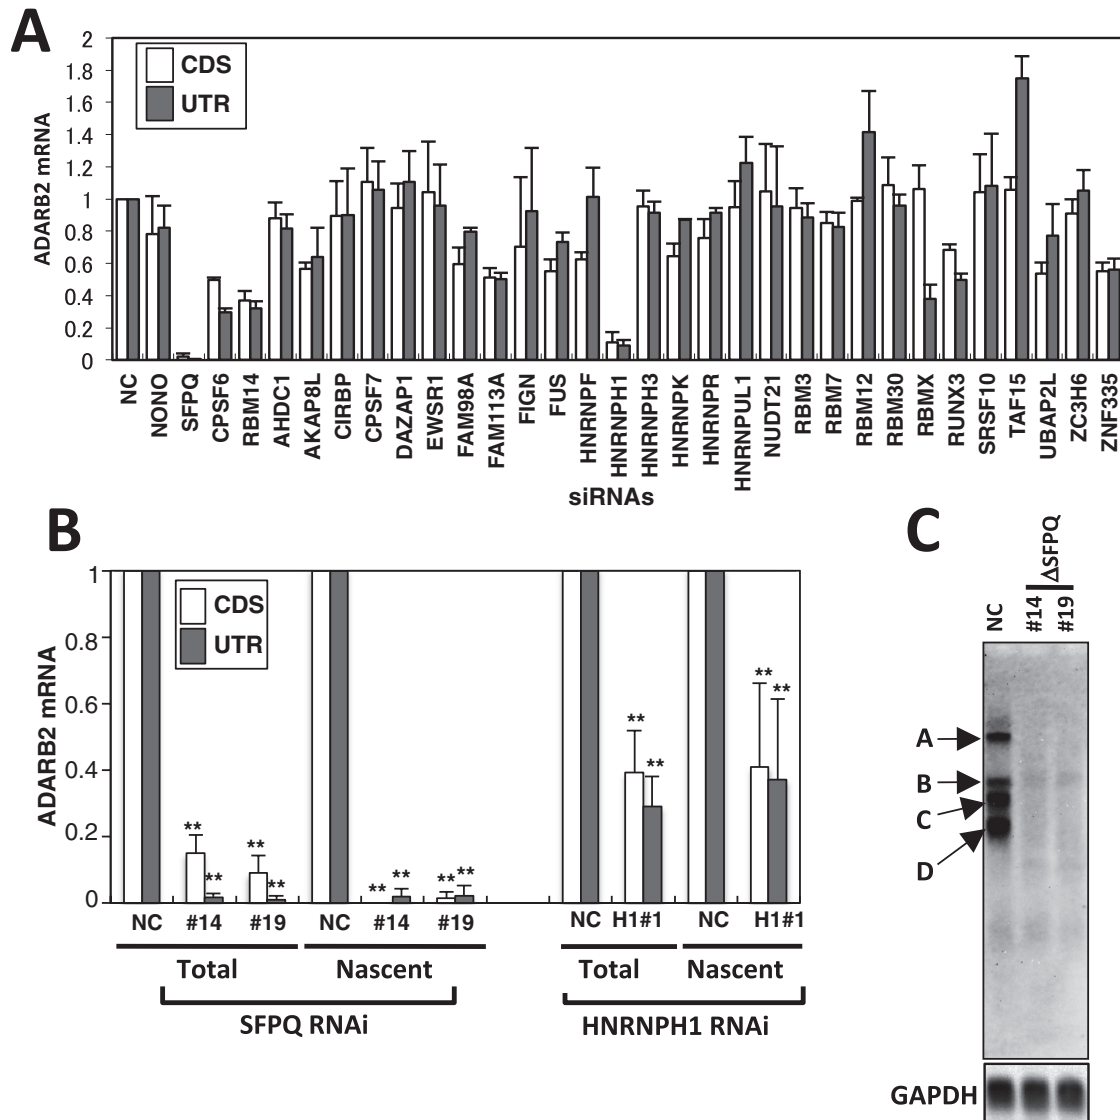 A
2
1.8
1.6
1.4
1.2
1
0.8
0.6
0.4
0.2
0
ADARB2 mRNA
CDS
UTR
NC
NONO
SFPQ
CPSF6
RBM14
AHDC1
AKAP8L
CIRBP
CPSF7
DAZAP1
EWSR1
FAM98A
FAM113A
FIGN
FUS
HNRNPF
HNRNPH1
HNRNPH3
HNRNPK
HNRNPR
HNRNPUL1
NUDT21
RBM3
RBM7
RBM12
RBM30
RBMX
RUNX3
SRSF10
TAF15
UBAP2L
ZC3H6
ZNF335
siRNAs
B
1
0.8
0.6
0.4
0.2
0
ADARB2 mRNA
CDS
UTR
** ** ** ** ** ** ** ** ** ** ** **
NC #14 #19 NC #14 #19 NC H1#1 NC H1#1
Total Nascent Total Nascent
SFPQ RNAi HNRNPH1 RNAi
C
ΔSFPQ
NC #14 #19
A
B
C
D
GAPDH